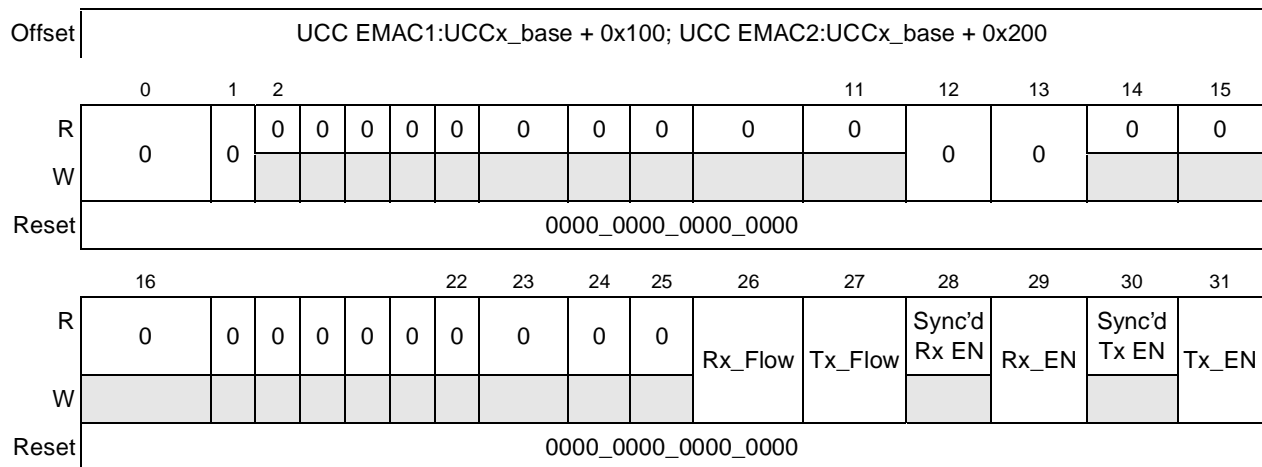 Offset UCC EMAC1:UCCx_base + 0x100; UCC EMAC2:UCCx_base + 0x200
0 1 2 11 12 13 14 15
R 0 0 0 0 0 0 0 0 0 0 0 0 0 0 0 0
W
Reset 0000_0000_0000_0000
16 22 23 24 25 26 27 28 29 30 31
R 0 0 0 0 0 0 0 0 0 0 Rx_Flow Tx_Flow Sync'd Rx EN Rx_EN Sync'd Tx EN Tx_EN
W
Reset 0000_0000_0000_0000